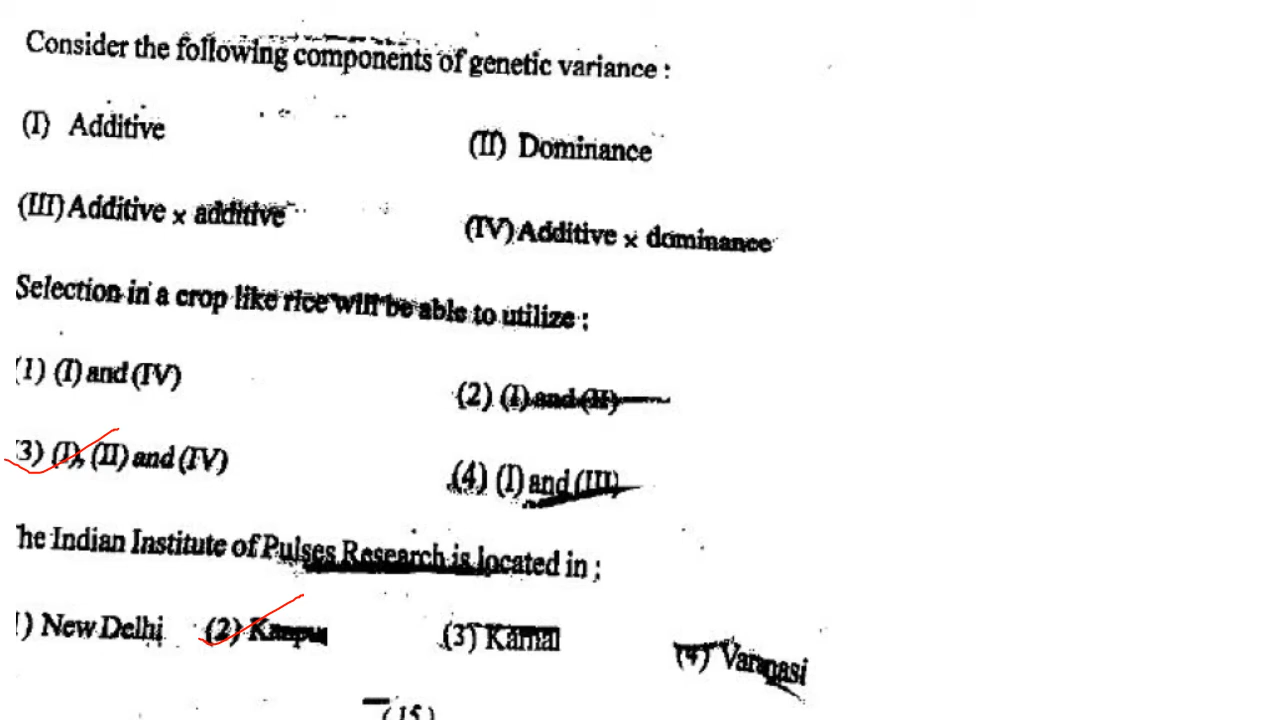 Consider the following components of genetic variance :
(I) Additive (II) Dominance
(III) Additive × additive (IV) Additive × dominance
Selection in a crop like rice will be able to utilize :
1) (I) and (IV) (2) (I) and (II)
3) (I), (II) and (IV) (4) (I) and (III)
he Indian Institute of Pulses Research is located in :
) New Delhi (2) Kanpur (3) Karnal (4) Varanasi
(15)